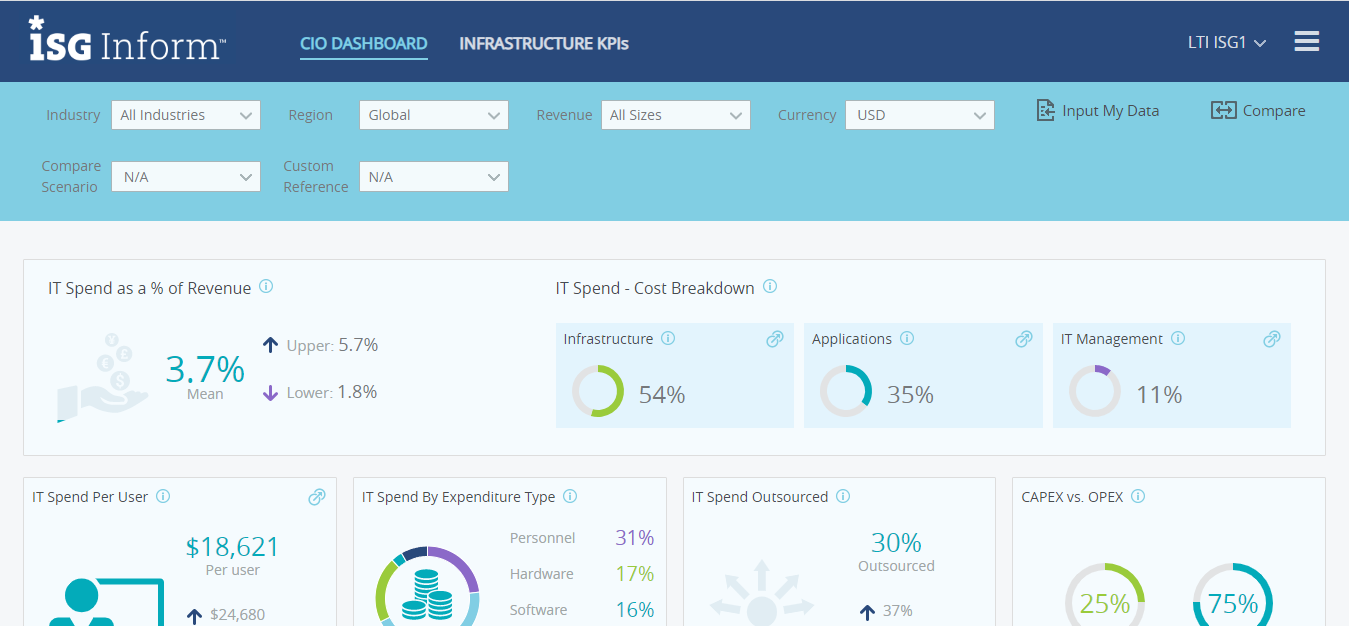 ISG Inform™
CIO DASHBOARD
INFRASTRUCTURE KPIs
LTI ISG1
Industry
All Industries
Region
Global
Revenue
All Sizes
Currency
USD
Input My Data
Compare
Compare
Scenario
N/A
Custom
Reference
N/A
IT Spend as a % of Revenue
3.7%
Mean
Upper: 5.7%
Lower: 1.8%
IT Spend - Cost Breakdown
Infrastructure
54%
Applications
35%
IT Management
11%
IT Spend Per User
$18,621
Per user
$24,680
IT Spend By Expenditure Type
Personnel 31%
Hardware 17%
Software 16%
IT Spend Outsourced
30%
Outsourced
37%
CAPEX vs. OPEX
25%
75%